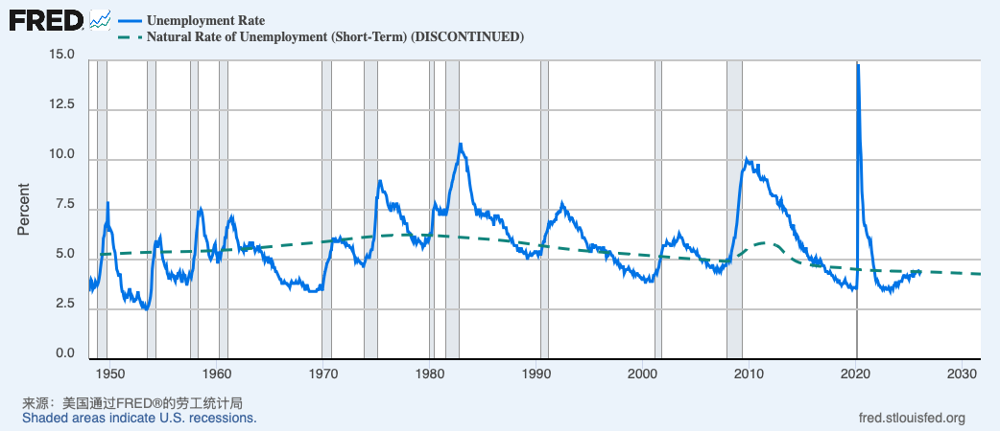 FRED
Unemployment Rate
Natural Rate of Unemployment (Short-Term) (DISCONTINUED)
15.0
12.5
10.0
7.5
5.0
2.5
0.0
Percent
1950 1960 1970 1980 1990 2000 2010 2020 2030
来源：美国通过FRED®的劳工统计局
Shaded areas indicate U.S. recessions.
fred.stlouisfed.org